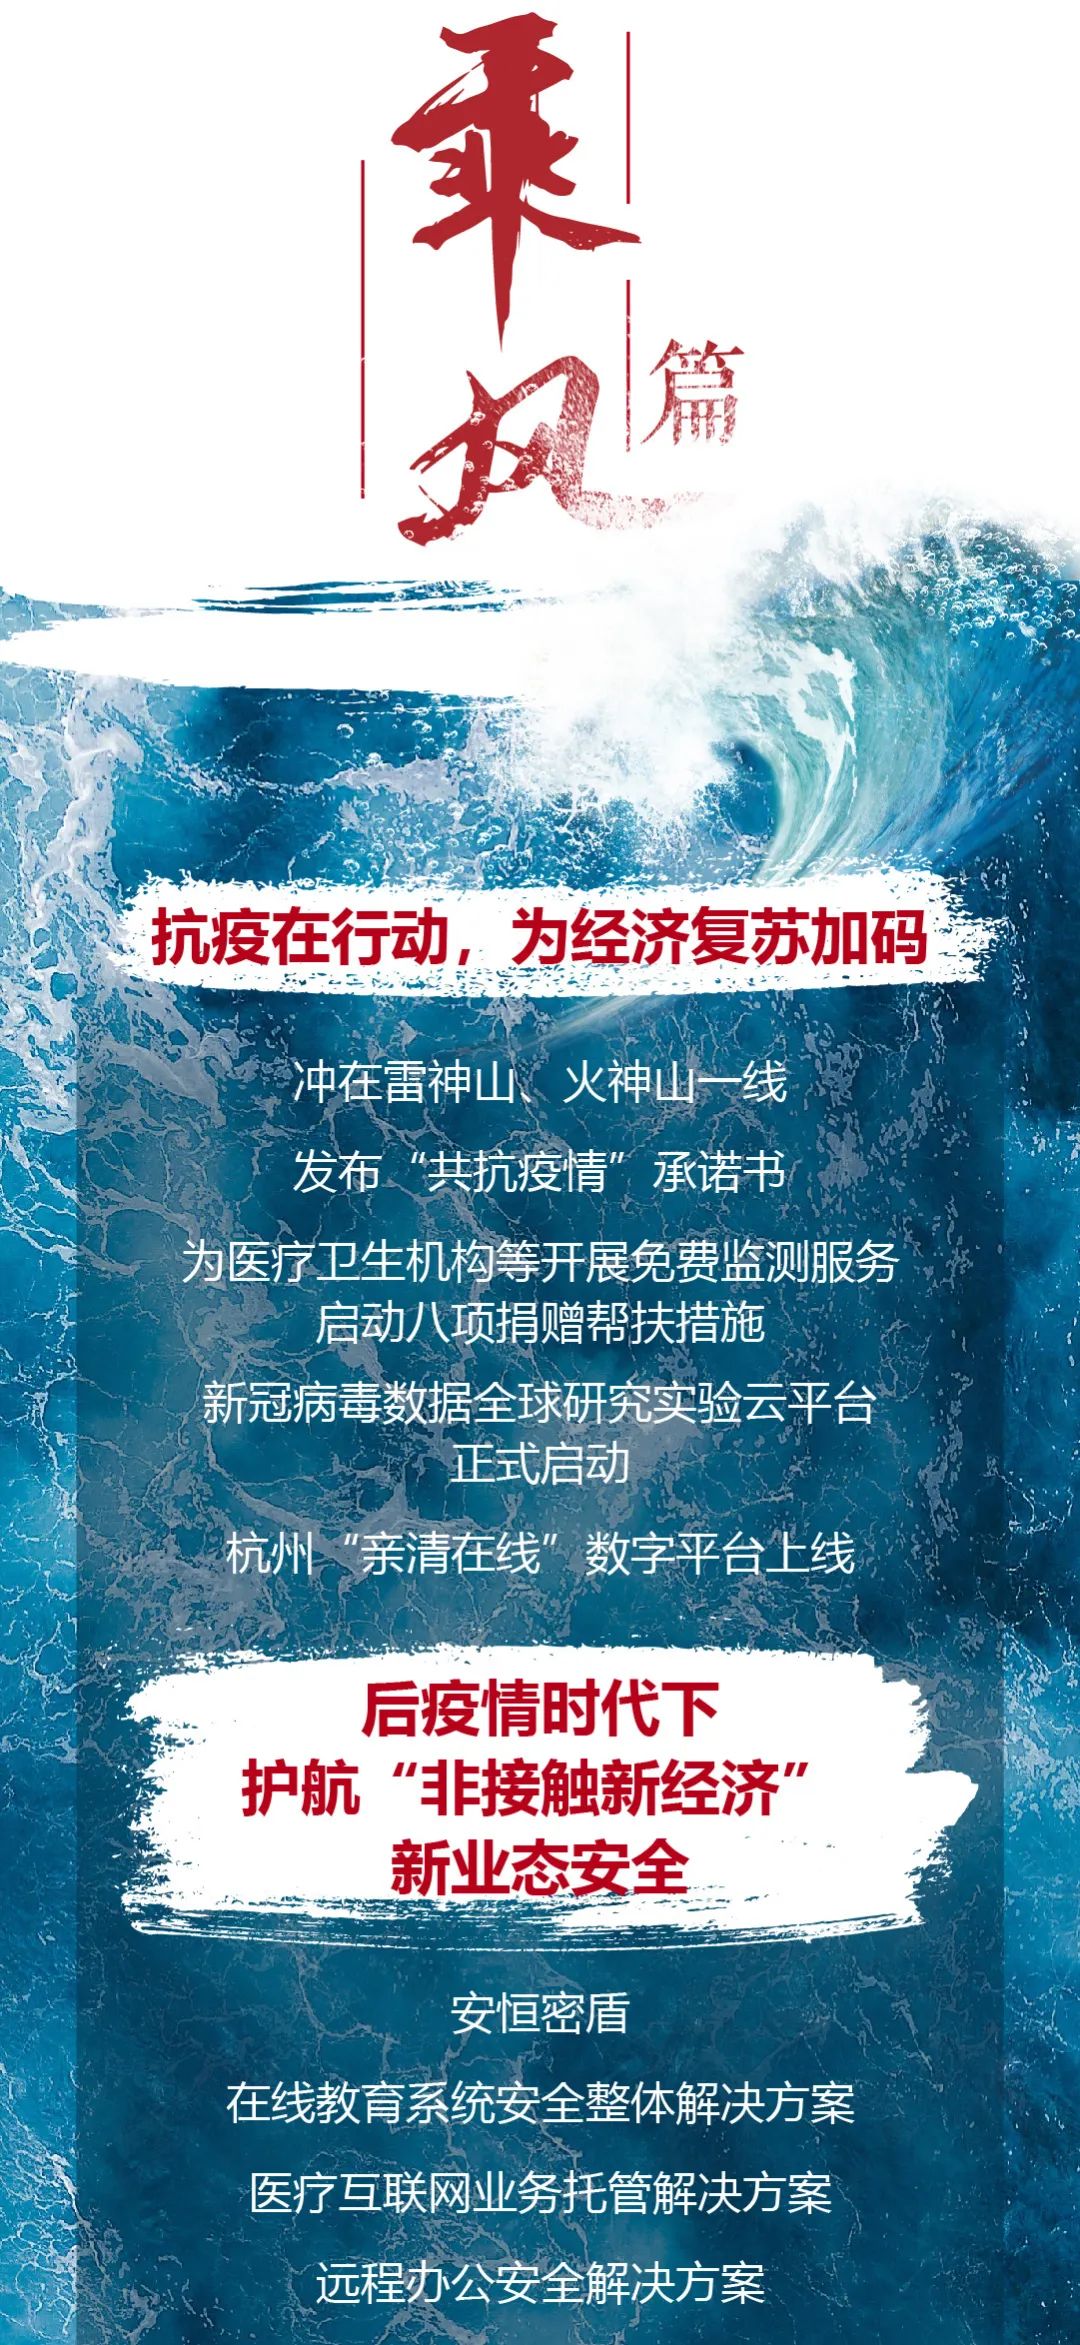 乘风
篇
抗疫在行动，为经济复苏加码
冲在雷神山、火神山一线
发布“共抗疫情”承诺书
为医疗卫生机构等开展免费监测服务
启动八项捐赠帮扶措施
新冠病毒数据全球研究实验云平台
正式启动
杭州“亲清在线”数字平台上线
后疫情时代下
护航“非接触新经济”
新业态安全
安恒密盾
在线教育系统安全整体解决方案
医疗互联网业务托管解决方案
远程办公安全解决方案